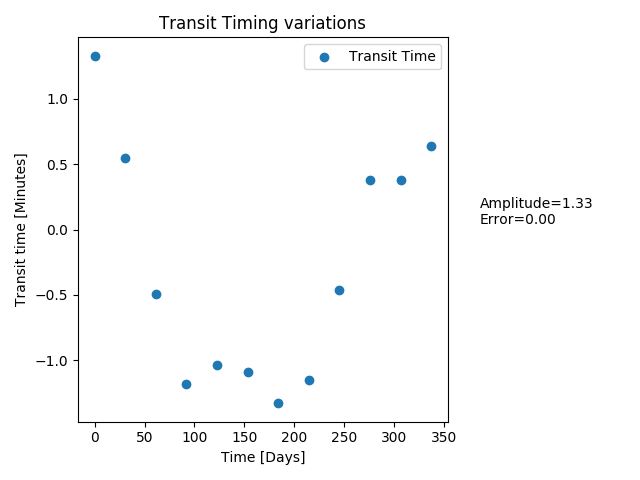 Transit Timing variations
Transit Time
Transit time [Minutes]
1.0
0.5
0.0
−0.5
−1.0
0
50
100
150
200
250
300
350
Time [Days]
Amplitude=1.33
Error=0.00